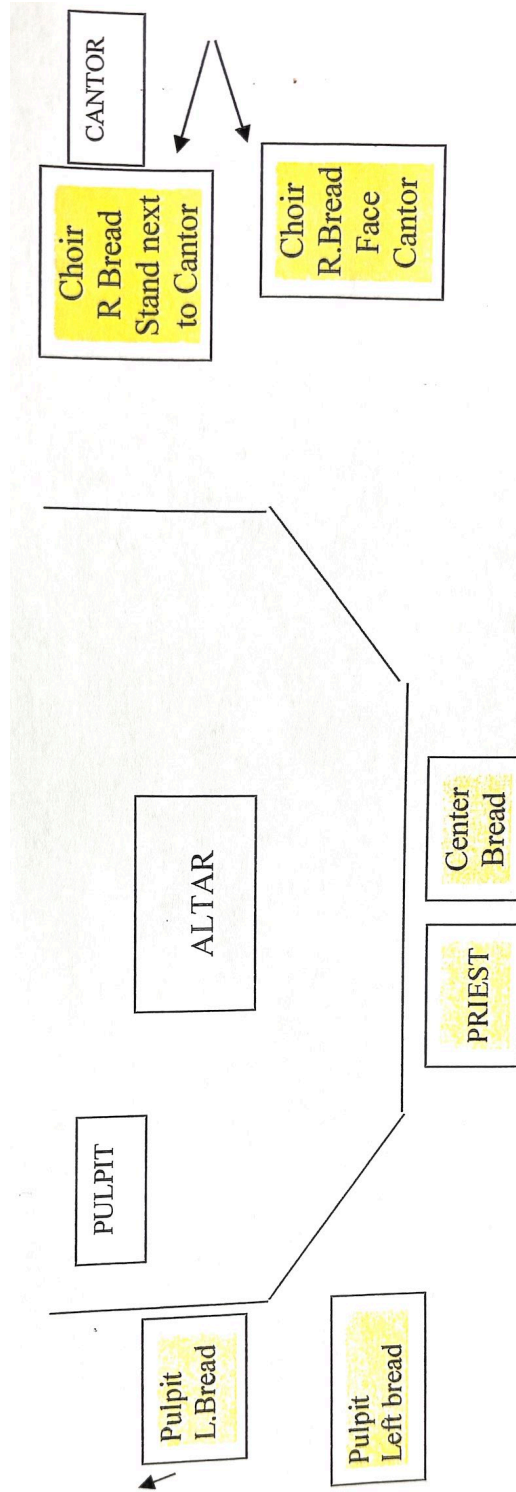 PULPIT
ALTAR
CANTOR
Pulpit
L.Bread
Choir
R Bread
Stand next
to Cantor
Pulpit
Left bread
PRIEST
Center
Bread
Choir
R.Bread
Face
Cantor